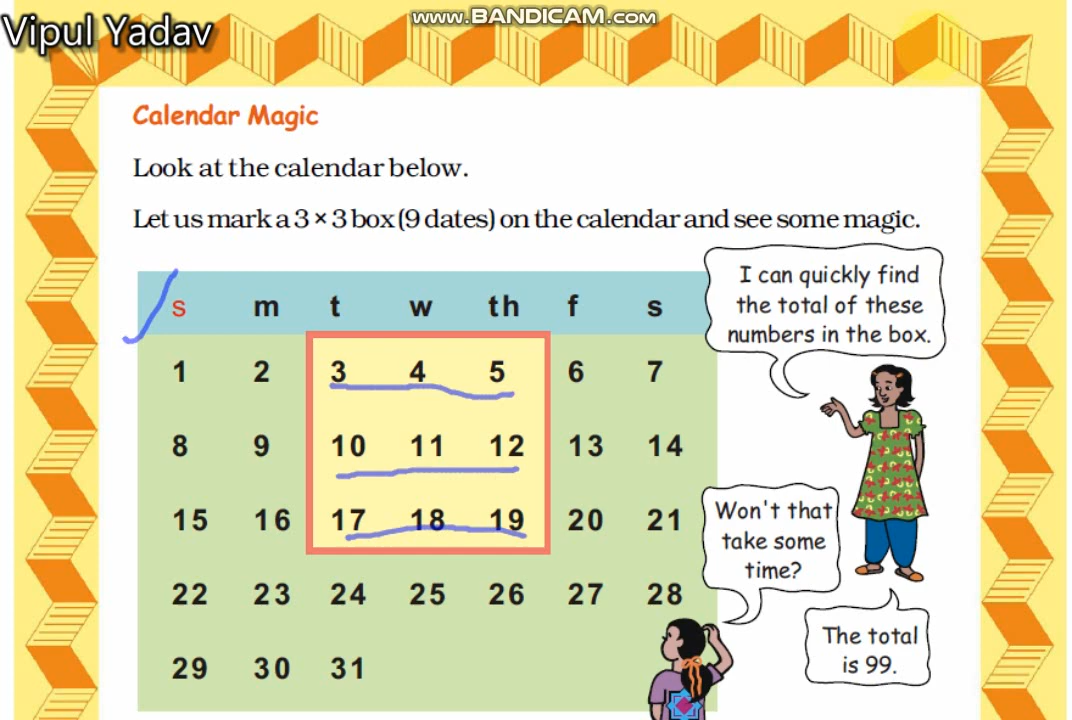 www.BANDICAM.com
Vipul Yadav
Calendar Magic
Look at the calendar below.
Let us mark a 3 × 3 box (9 dates) on the calendar and see some magic.
I can quickly find
the total of these
numbers in the box.
s m t w th f s
1 2 3 4 5 6 7
8 9 10 11 12 13 14
15 16 17 18 19 20 21
22 23 24 25 26 27 28
29 30 31
Won't that
take some
time?
The total
is 99.